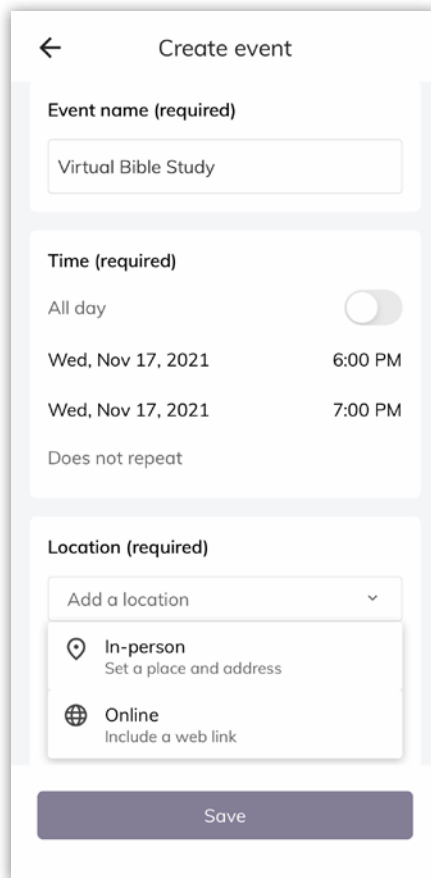 Create event
Event name (required)
Virtual Bible Study
Time (required)
All day
Wed, Nov 17, 2021 6:00 PM
Wed, Nov 17, 2021 7:00 PM
Does not repeat
Location (required)
Add a location
In-person
Set a place and address
Online
Include a web link
Save